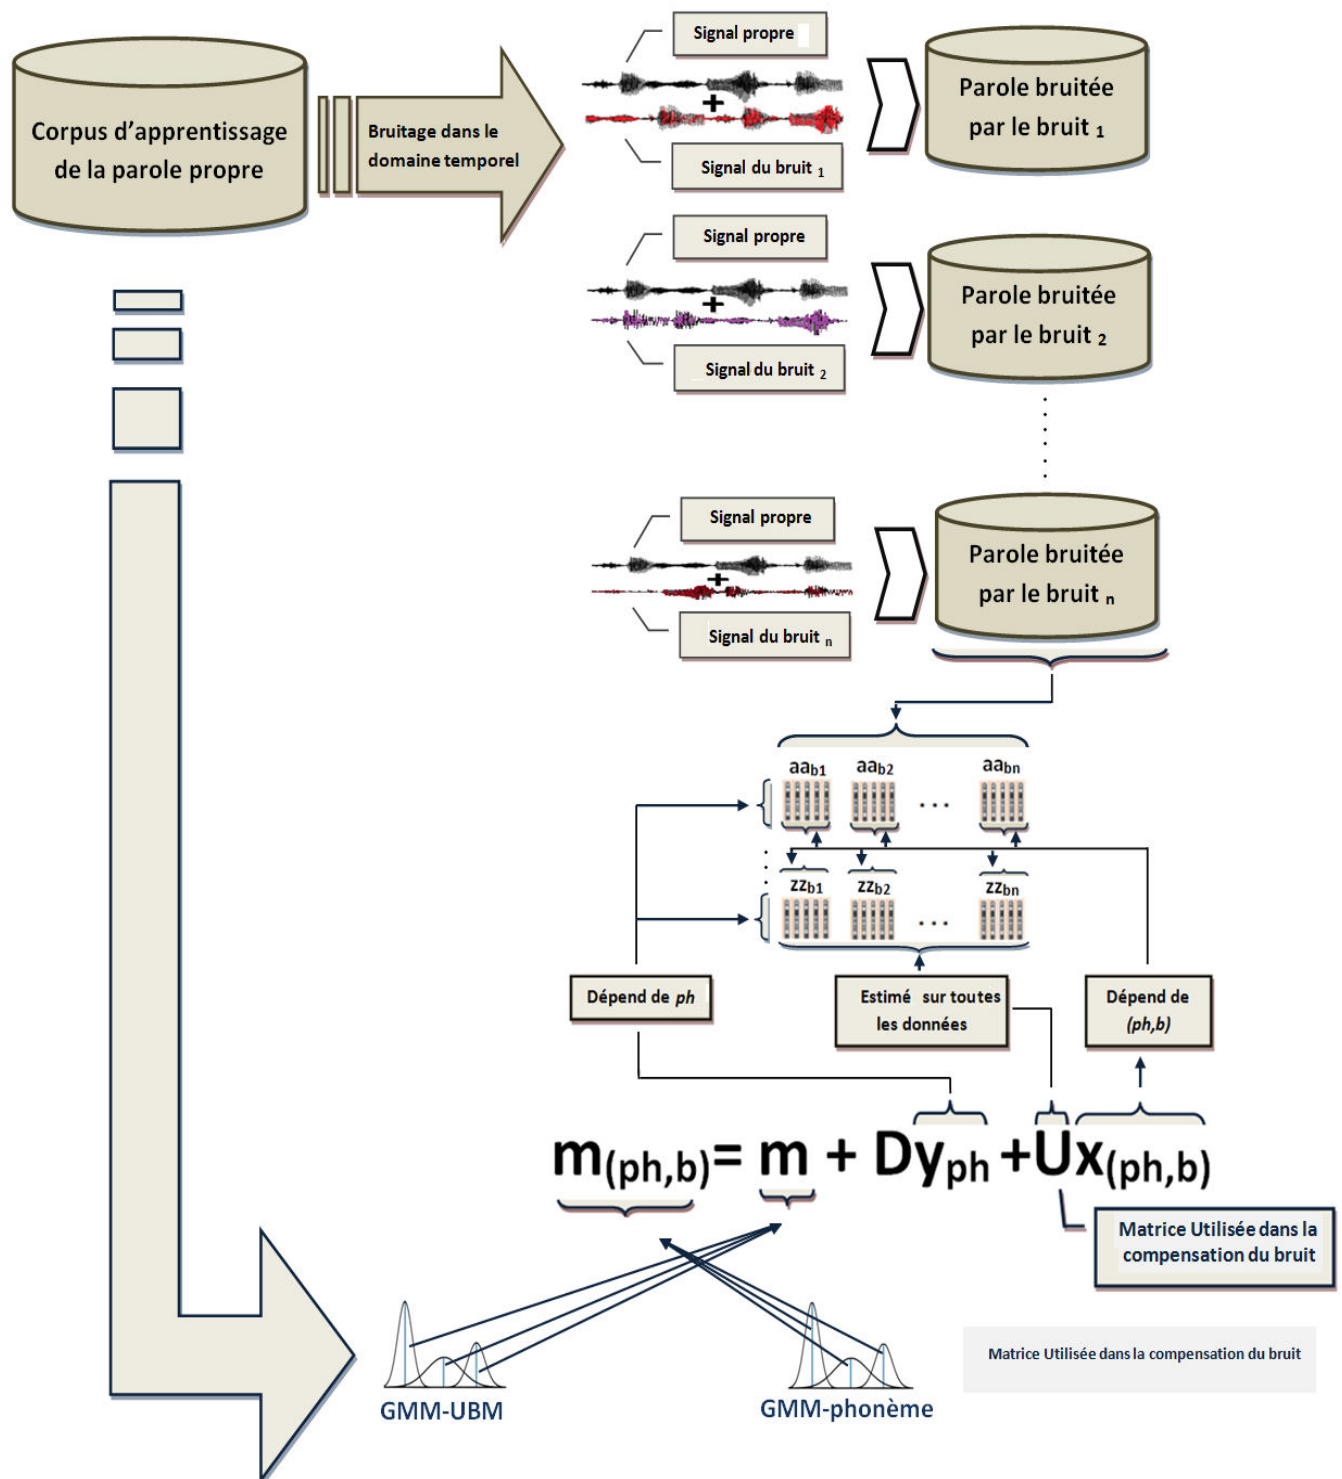 Corpus d'apprentissage
de la parole propre
Bruitage dans le
domaine temporel
Signal propre
+
Signal du bruit 1
Parole bruitée
par le bruit 1
Signal propre
+
Signal du bruit 2
Parole bruitée
par le bruit 2
Signal propre
+
Signal du bruit n
Parole bruitée
par le bruit n
aab1 aab2 ... aabn
zzb1 zzb2 ... zzbn
Dépend de ph
Estimé sur toutes
les données
Dépend de
(ph,b)
m(ph,b)= m + Dyph +Ux(ph,b)
Matrice Utilisée dans la
compensation du bruit
Matrice Utilisée dans la compensation du bruit
GMM-UBM
GMM-phonème